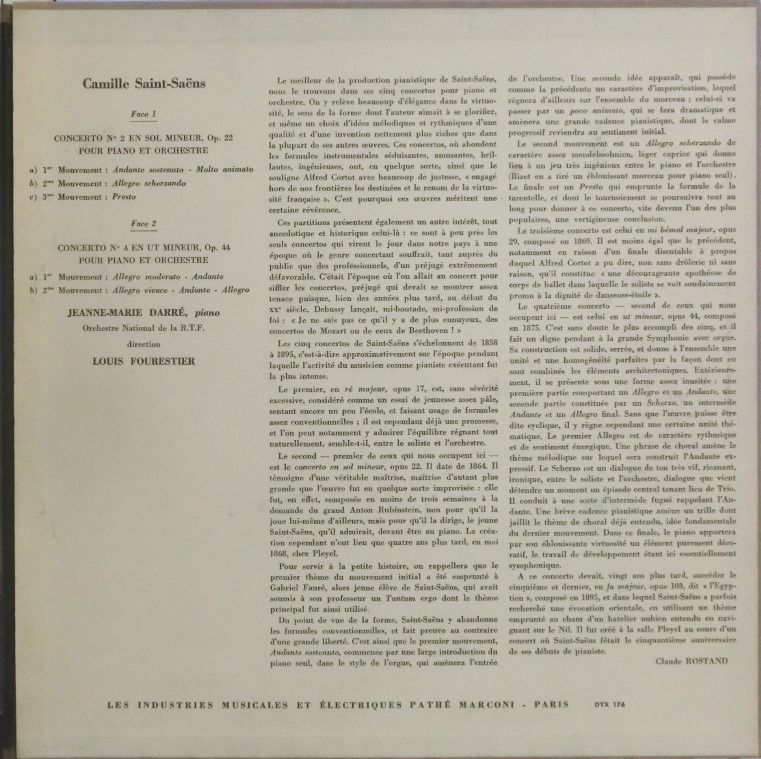 Camille Saint-Saëns
Face 1
CONCERTO N° 2 EN SOL MINEUR, Op. 22
POUR PIANO ET ORCHESTRE
a) 1er Mouvement : Andante sostenuto - Molto animato
b) 2me Mouvement : Allegro scherzando
c) 3me Mouvement : Presto
Face 2
CONCERTO N° 4 EN UT MINEUR, Op. 44
POUR PIANO ET ORCHESTRE
a) 1er Mouvement : Allegro moderato - Andante
b) 2me Mouvement : Allegro vivace - Andante - Allegro
JEANNE-MARIE DARRÉ, piano
Orchestre National de la R.T.F.
direction
LOUIS FOURESTIER
Le meilleur de la production pianistique de Saint-Saëns,
nous le trouvons dans ses cinq concertos pour piano et
orchestre. On y relève beaucoup d'élégance dans la virtuo-
sité, le sens de la forme dont l'auteur aimait à se glorifier,
et même un choix d'idées mélodiques et rythmiques d'une
qualité et d'une invention nettement plus riches que dans
la plupart de ses autres œuvres. Ces concertos, où abondent
les formules instrumentales séduisantes, amusantes, bril-
lantes, ingénieuses, ont, en quelque sorte, ainsi que le
souligne Alfred Cortot avec beaucoup de justesse, « engagé
hors de nos frontières les destinées et le renom de la virtuo-
sité française ». C'est pourquoi ces œuvres méritent une
certaine révérence.
Ces partitions présentent également un autre intérêt, tout
anecdotique et historique celui-là : ce sont à peu près les
seuls concertos qui virent le jour dans notre pays à une
époque où le genre concertant souffrait, tant auprès du
public que des professionnels, d'un préjugé extrêmement
défavorable. C'était l'époque où l'on allait au concert pour
siffler les concertos, préjugé qui devait se montrer assez
tenace puisque, bien des années plus tard, au début du
XXe siècle, Debussy lançait, mi-boutade, mi-profession de
foi : « Je ne sais pas ce qu'il y a de plus ennuyeux, des
concertos de Mozart ou de ceux de Beethoven ! »
Les cinq concertos de Saint-Saëns s'échelonnent de 1858
à 1895, c'est-à-dire approximativement sur l'époque pendant
laquelle l'activité du musicien comme pianiste exécutant fut
la plus intense.
Le premier, en ré majeur, opus 17, est, sans sévérité
excessive, considéré comme un essai de jeunesse assez pâle,
sentant encore un peu l'école, et faisant usage de formules
assez conventionnelles ; il est cependant déjà une promesse,
et l'on peut notamment y admirer l'équilibre régnant tout
naturellement, semble-t-il, entre le soliste et l'orchestre.
Le second — premier de ceux qui nous occupent ici —
est le concerto en sol mineur, opus 22. Il date de 1864. Il
témoigne d'une véritable maîtrise, maîtrise d'autant plus
grande que l'œuvre fut en quelque sorte improvisée : elle
fut, en effet, composée en moins de trois semaines à la
demande du grand Anton Rubinstein, non pour qu'il la
joue lui-même d'ailleurs, mais pour qu'il la dirige, le jeune
Saint-Saëns, qu'il admirait, devant être au piano. La créa-
tion cependant n'eut lieu que quatre ans plus tard, en mai
1868, chez Pleyel.
Pour servir à la petite histoire, on rappellera que le
premier thème du mouvement initial a été emprunté à
Gabriel Fauré, alors jeune élève de Saint-Saëns, qui avait
soumis à son professeur un Tantum ergo dont le thème
principal fut ainsi utilisé.
Du point de vue de la forme, Saint-Saëns y abandonne
les formules conventionnelles, et fait preuve au contraire
d'une grande liberté. C'est ainsi que le premier mouvement,
Andante sostenuto, commence par une large introduction du
piano seul, dans le style de l'orgue, qui amènera l'entrée
de l'orchestre. Une seconde idée apparaît, qui possède
comme la précédente un caractère d'improvisation, lequel
règnera d'ailleurs sur l'ensemble du morceau ; celui-ci va
passer par un poco animato, qui se fera dramatique et
amènera une grande cadence pianistique, dont le calme
progressif reviendra au sentiment initial.
Le second mouvement est un Allegro scherzando de
caractère assez mendelssohnien, léger caprice qui donne
lieu à un jeu très ingénieux entre le piano et l'orchestre
(Bizet en a tiré un éblouissant morceau pour piano seul).
Le finale est un Presto qui emprunte la formule de la
tarentelle, et dont le tournoiement se poursuivra tout au
long pour donner à ce concerto, vite devenu l'un des plus
populaires, une vertigineuse conclusion.
Le troisième concerto est celui en mi bémol majeur, opus
29, composé en 1869. Il est moins égal que le précédent,
notamment en raison d'un finale discutable à propos
duquel Alfred Cortot a pu dire, non sans drôlerie ni sans
raison, qu'il constitue « une décourageante apothéose de
corps de ballet dans laquelle le soliste se voit soudainement
promu à la dignité de danseuse-étoile ».
Le quatrième concerto — second de ceux qui nous
occupent ici — est celui en ut mineur, opus 44, composé
en 1875. C'est sans doute le plus accompli des cinq, et il
fait un digne pendant à la grande Symphonie avec orgue.
Sa construction est solide, serrée, et donne à l'ensemble une
unité et une homogénéité parfaites par la façon dont en
sont combinés les éléments architectoniques. Extérieure-
ment, il se présente sous une forme assez inusitée : une
première partie comportant un Allegro et un Andante, une
seconde partie constituée par un Scherzo, un intermède
Andante et un Allegro final. Sans que l'œuvre puisse être
dite cyclique, il y règne cependant une certaine unité thé-
matique. Le premier Allegro est de caractère rythmique
et de sentiment énergique. Une phrase de choral amène le
thème mélodique sur lequel sera construit l'Andante ex-
pressif. Le Scherzo est un dialogue de ton très vif, ricanant,
ironique, entre le soliste et l'orchestre, dialogue que vient
détendre un moment un épisode central tenant lieu de Trio.
Il conduit à une sorte d'intermède fugué rappelant l'An-
dante. Une brève cadence pianistique amène un trille dont
jaillit le thème de choral déjà entendu, idée fondamentale
du dernier mouvement. Dans ce finale, le piano apportera
par son éblouissante virtuosité un élément purement déco-
ratif, le travail de développement étant ici essentiellement
symphonique.
A ce concerto devait, vingt ans plus tard, succéder le
cinquième et dernier, en fa majeur, opus 103, dit « l'Egyp-
tien », composé en 1895, et dans lequel Saint-Saëns a parfois
recherché une évocation orientale, en utilisant un thème
emprunté au chant d'un batelier nubien entendu en navi-
guant sur le Nil. Il fut créé à la salle Pleyel au cours d'un
concert où Saint-Saëns fêtait le cinquantième anniversaire
de ses débuts de pianiste.
Claude ROSTAND
LES INDUSTRIES MUSICALES ET ÉLECTRIQUES PATHÉ MARCONI - PARIS DTX 176